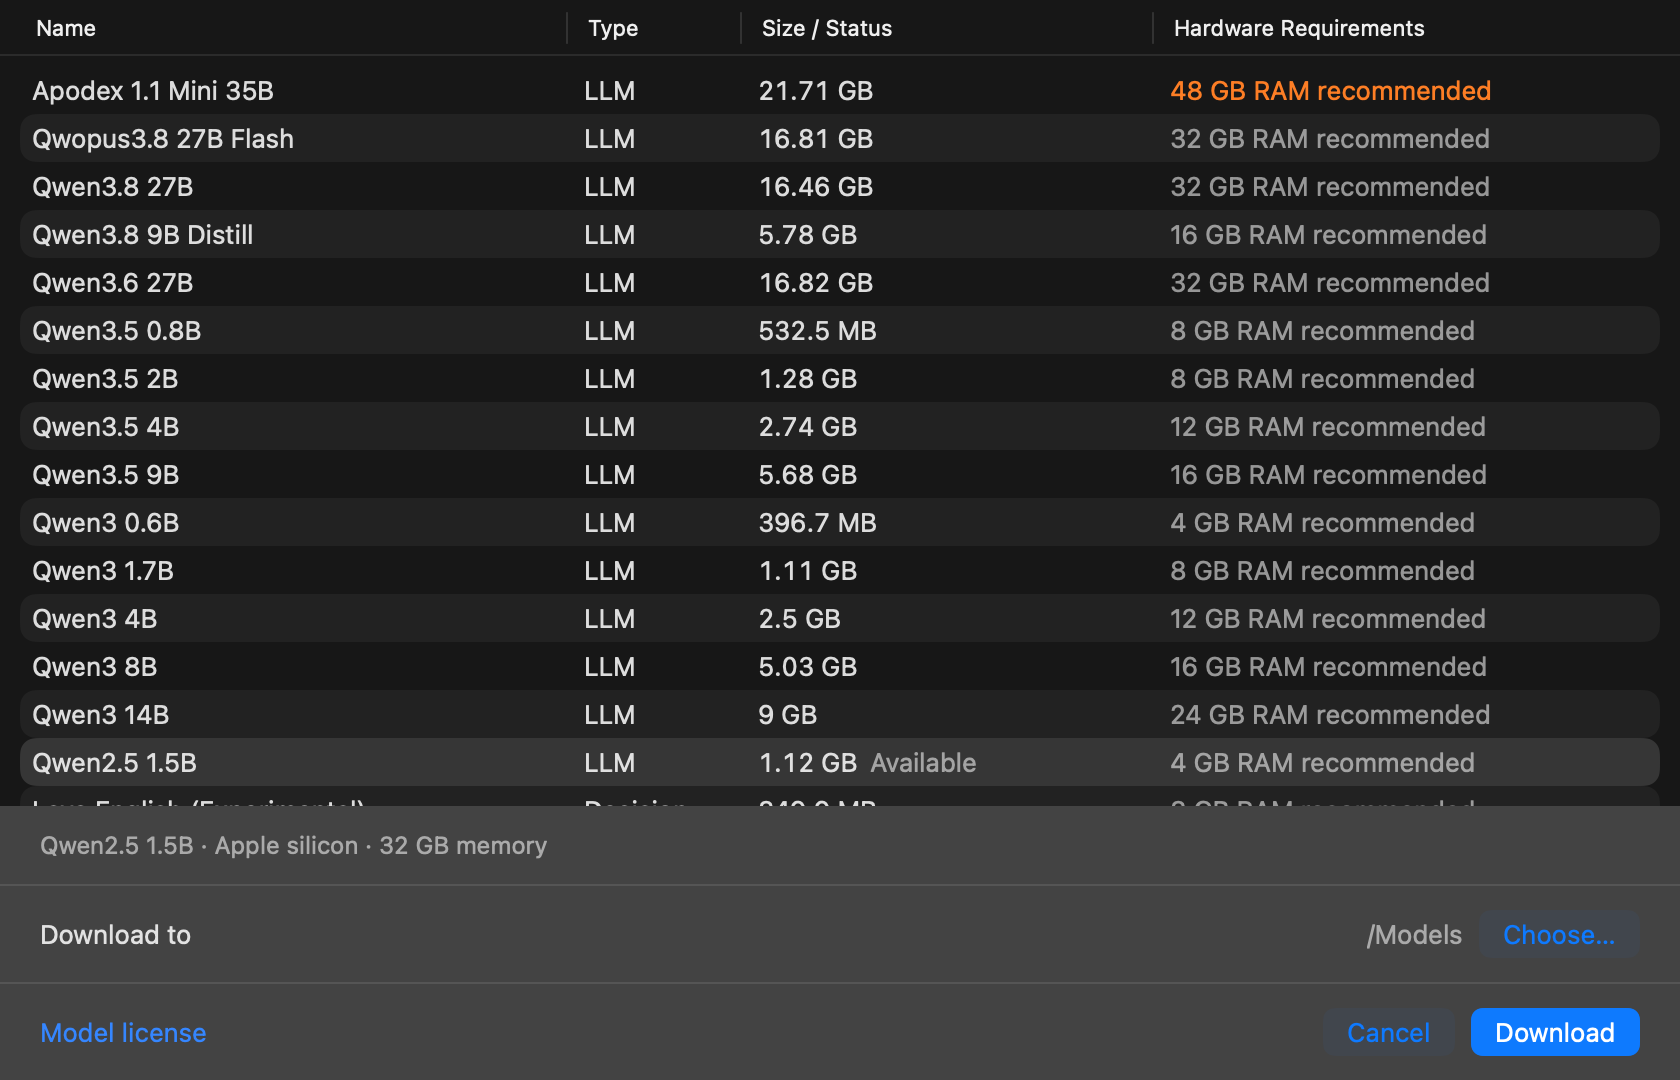 Name Type Size / Status Hardware Requirements
Apodex 1.1 Mini 35B LLM 21.71 GB 48 GB RAM recommended
Qwopus3.8 27B Flash LLM 16.81 GB 32 GB RAM recommended
Qwen3.8 27B LLM 16.46 GB 32 GB RAM recommended
Qwen3.8 9B Distill LLM 5.78 GB 16 GB RAM recommended
Qwen3.6 27B LLM 16.82 GB 32 GB RAM recommended
Qwen3.5 0.8B LLM 532.5 MB 8 GB RAM recommended
Qwen3.5 2B LLM 1.28 GB 8 GB RAM recommended
Qwen3.5 4B LLM 2.74 GB 12 GB RAM recommended
Qwen3.5 9B LLM 5.68 GB 16 GB RAM recommended
Qwen3 0.6B LLM 396.7 MB 4 GB RAM recommended
Qwen3 1.7B LLM 1.11 GB 8 GB RAM recommended
Qwen3 4B LLM 2.5 GB 12 GB RAM recommended
Qwen3 8B LLM 5.03 GB 16 GB RAM recommended
Qwen3 14B LLM 9 GB 24 GB RAM recommended
Qwen2.5 1.5B LLM 1.12 GB Available 4 GB RAM recommended
English (Experimental) Decision MB GB RAM recommended
Qwen2.5 1.5B · Apple silicon · 32 GB memory
Download to /Models Choose...
Model license Cancel Download